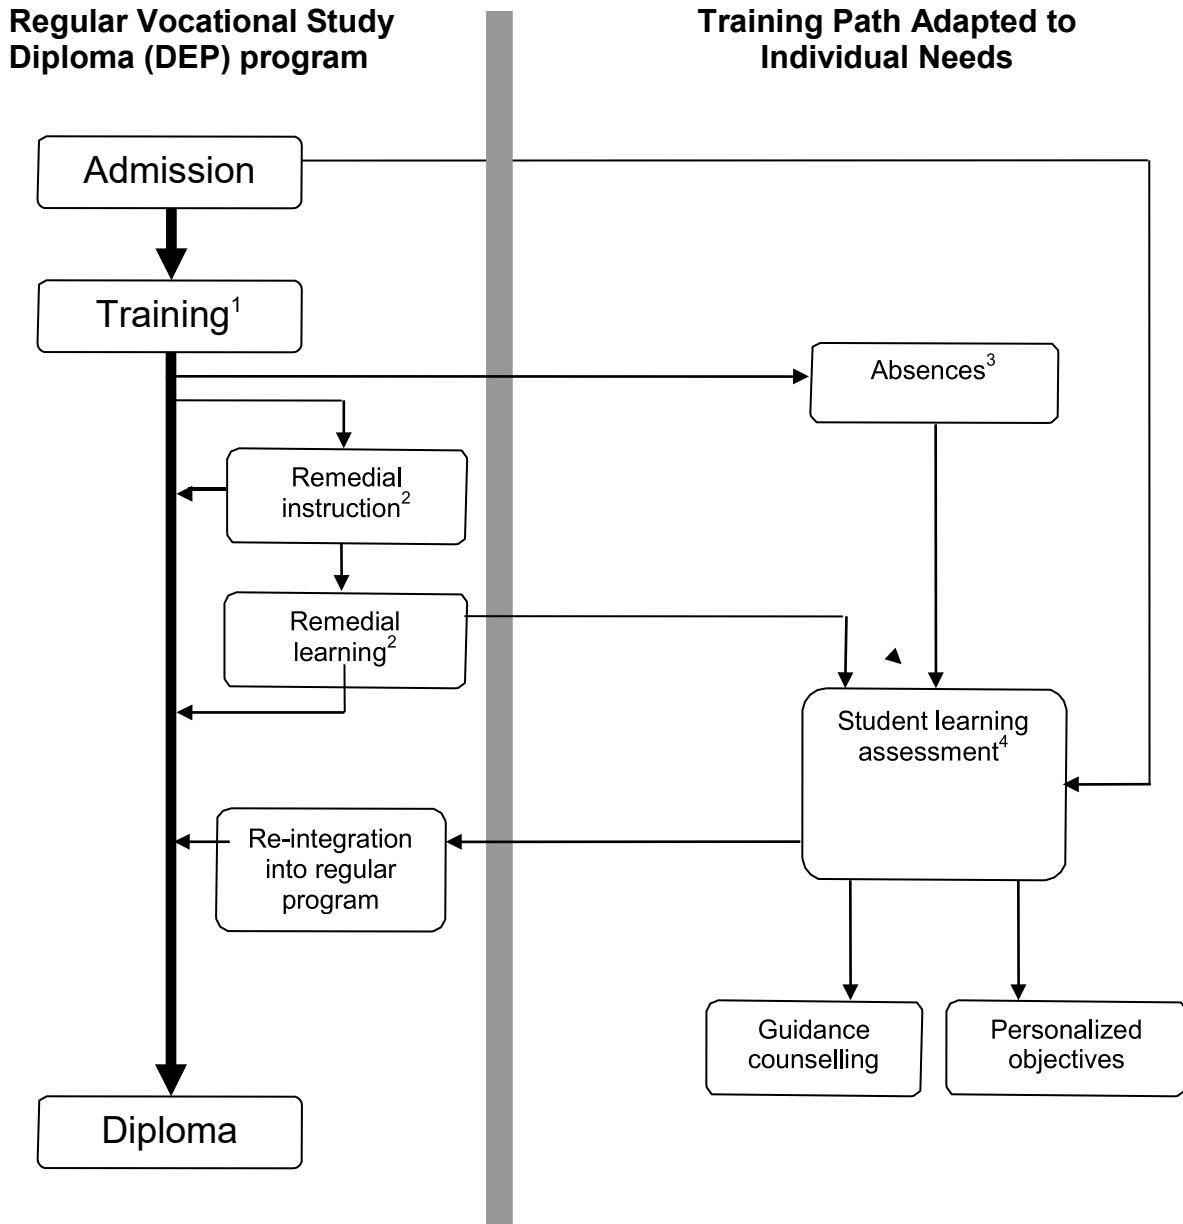 Regular Vocational Study
Diploma (DEP) program
Training Path Adapted to
Individual Needs
Admission
Training1
Absences3
Remedial
instruction2
Remedial
learning2
Student learning
assessment4
Re-integration
into regular
program
Guidance
counselling
Personalized
objectives
Diploma